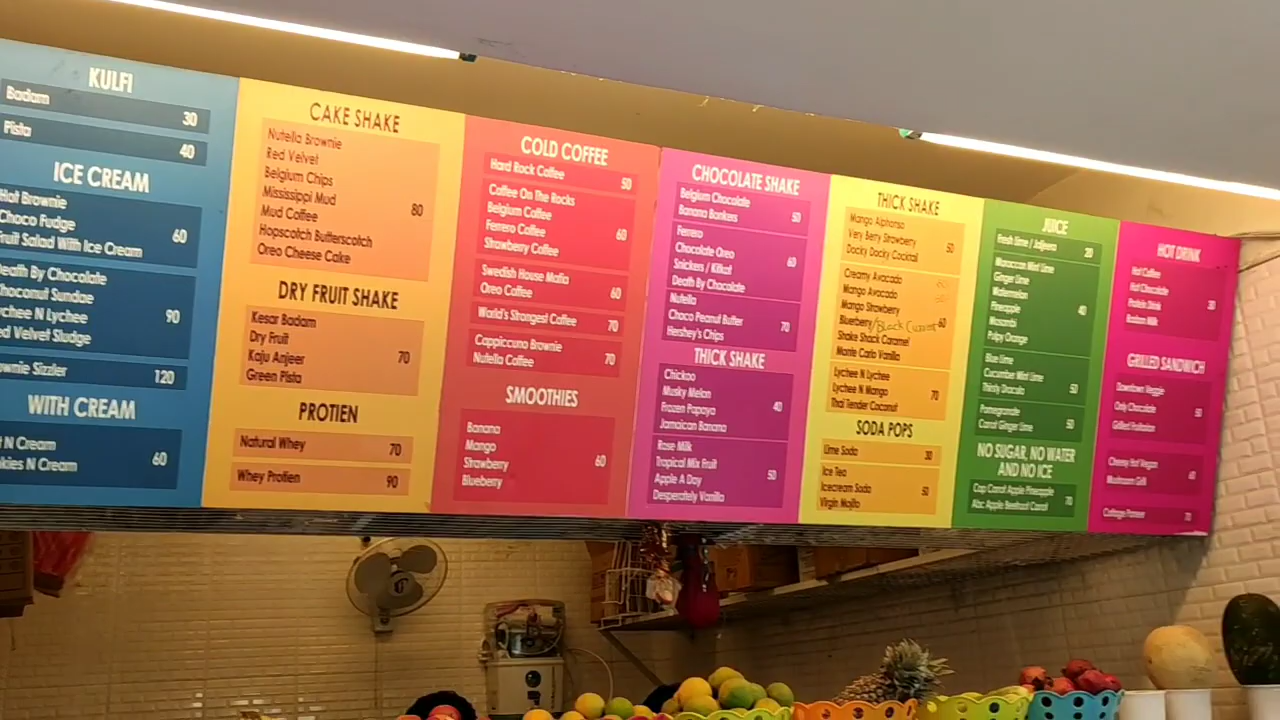 KULFI
Badam 30
Pista 40
ICE CREAM
Hot Brownie
Choco Fudge
Fruit Salad With Ice Cream
60
Death By Chocolate
Choconut Sundae
Lychee N Lychee
Red Velvet Sludge
90
Brownie Sizzler 120
WITH CREAM
N Cream
Cookies N Cream
60
CAKE SHAKE
Nutella Brownie
Red Velvet
Belgium Chips
Mississippi Mud
Mud Coffee
Hopscotch Butterscotch
Oreo Cheese Cake
80
DRY FRUIT SHAKE
Kesar Badam
Dry Fruit
Kaju Anjeer
Green Pista
70
PROTIEN
Natural Whey 70
Whey Protien 90
COLD COFFEE
Hard Rock Coffee 50
Coffee On The Rocks
Belgium Coffee
Ferrero Coffee
Strawberry Coffee
60
Swedish House Mafia
Oreo Coffee
60
World's Strongest Coffee 70
Cappiccuno Brownie
Nutella Coffee
70
SMOOTHIES
Banana
Mango
Strawberry
Blueberry
60
CHOCOLATE SHAKE
Belgium Chocolate
Banana Bonkers
50
Ferrero
Chocolate Oreo
Snickers / Kitkat
Death By Chocolate
60
Nutella
Choco Peanut Butter
Hershey's Chips
70
THICK SHAKE
Chickoo
Musky Melon
Frozen Papaya
Jamaican Banana
40
Rose Milk
Tropical Mix Fruit
Apple A Day
Desperately Vanilla
50
THICK SHAKE
Mango Alphonso
Very Berry Strawberry
Docky Docky Cocktail
50
Creamy Avocado
Mango Avocado
Mango Strawberry
Blueberry/Black Currant
Shake Shack Caramel
Monte Carlo Vanilla
60
Lychee N Lychee
Lychee N Mango
Thai Tender Coconut
70
SODA POPS
Lime Soda 30
Ice Tea
Icecream Soda
Virgin Mojito
50
JUICE
Fresh Lime / Jaljeera 20
Moroccan Mint Lime
Ginger Lime
Watermelon
Pineapple
Mosambi
Pulpy Orange
40
Blue Lime
Cucumber Mint Lime
Thirsty Dracula
50
Pomegranate
Carrot Ginger Lime
50
NO SUGAR, NO WATER
AND NO ICE
Cap Carrot Apple Pineapple
Abc Apple Beetroot Carrot
70
HOT DRINK
Hot Coffee
Hot Chocolate
Protein Drink
Badam Milk
30
GRILLED SANDWICH
Downtown Veggie
Only Chocolate
Grilled
50
Cheesy Hot Vegan
Mushroom Grill
60
Cottage Paneer 70